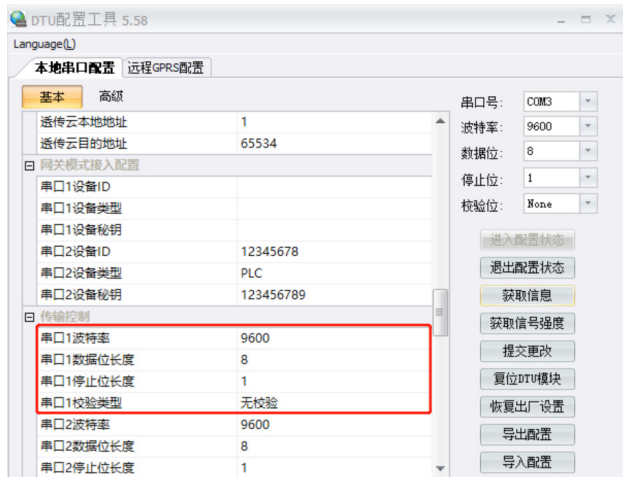 DTU配置工具 5.58
Language(L)
本地串口配置 远程GPRS配置
基本 高级
透传云本地地址 1
透传云目的地址 65534
网关模式接入配置
串口1设备ID
串口1设备类型
串口1设备秘钥
串口2设备ID 12345678
串口2设备类型 PLC
串口2设备秘钥 123456789
传输控制
串口1波特率 9600
串口1数据位长度 8
串口1停止位长度 1
串口1校验类型 无校验
串口2波特率 9600
串口2数据位长度 8
串口2停止位长度 1
串口号: COM3
波特率: 9600
数据位: 8
停止位: 1
校验位: None
进入配置状态
退出配置状态
获取信息
获取信号强度
提交更改
复位DTU模块
恢复出厂设置
导出配置
导入配置